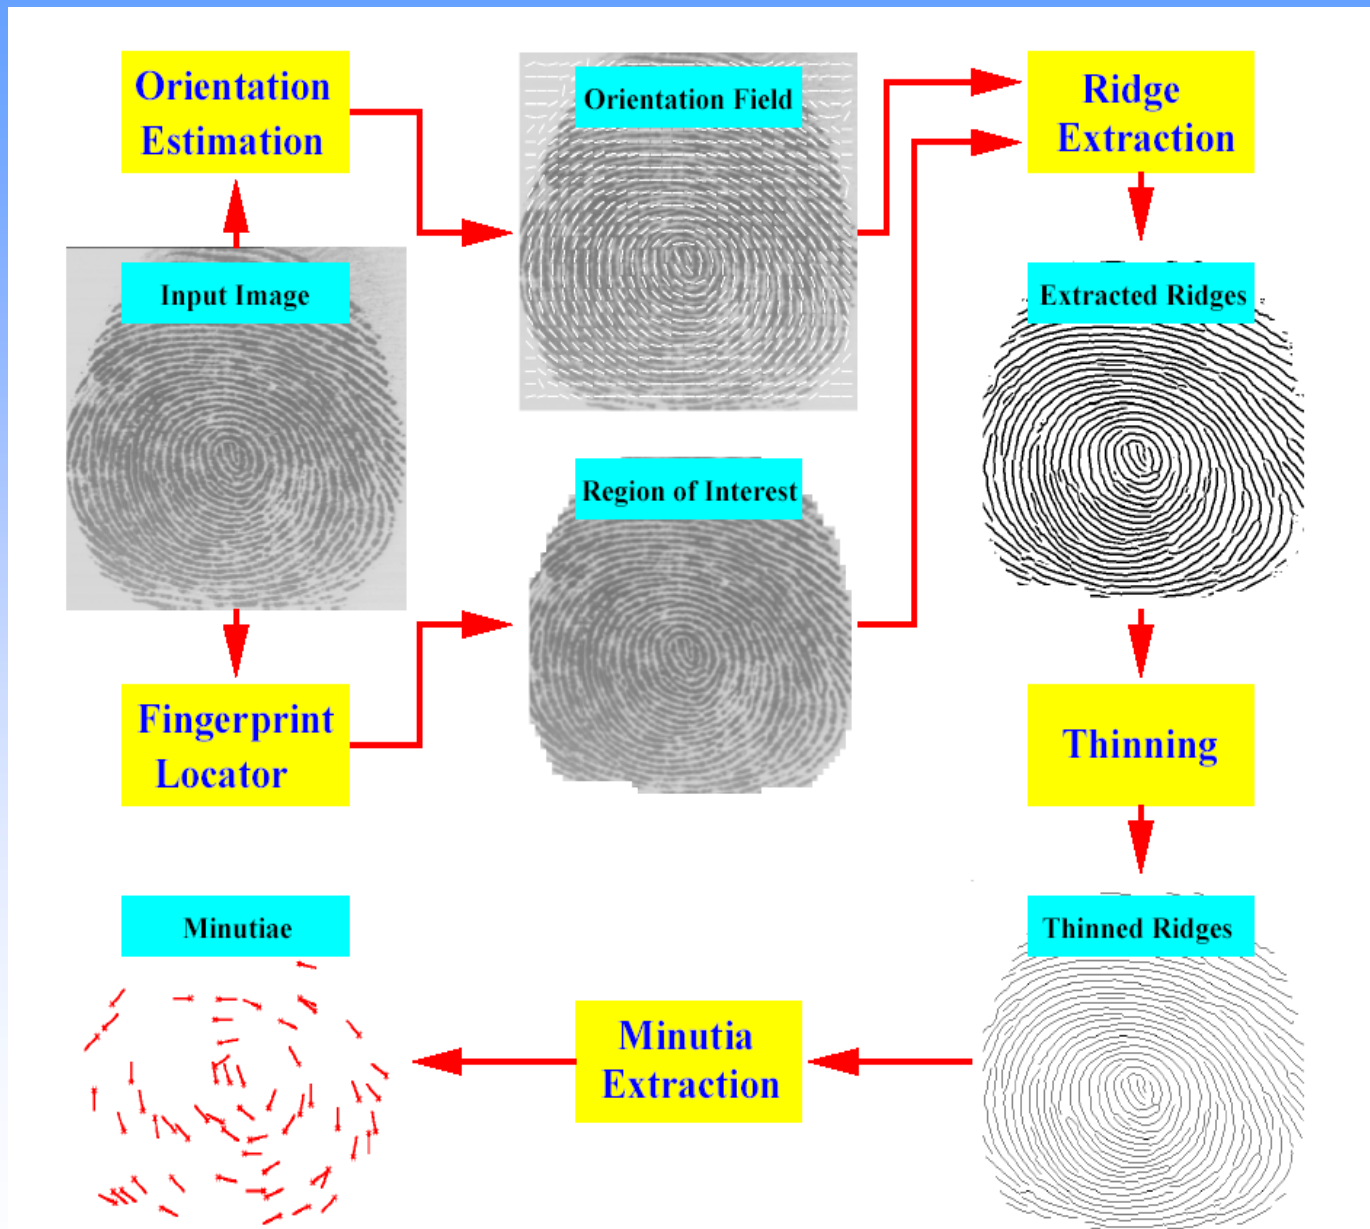 Orientation
Estimation
Orientation Field
Ridge
Extraction
Input Image
Extracted Ridges
Region of Interest
Fingerprint
Locator
Thinning
Minutiae
Thinned Ridges
Minutia
Extraction